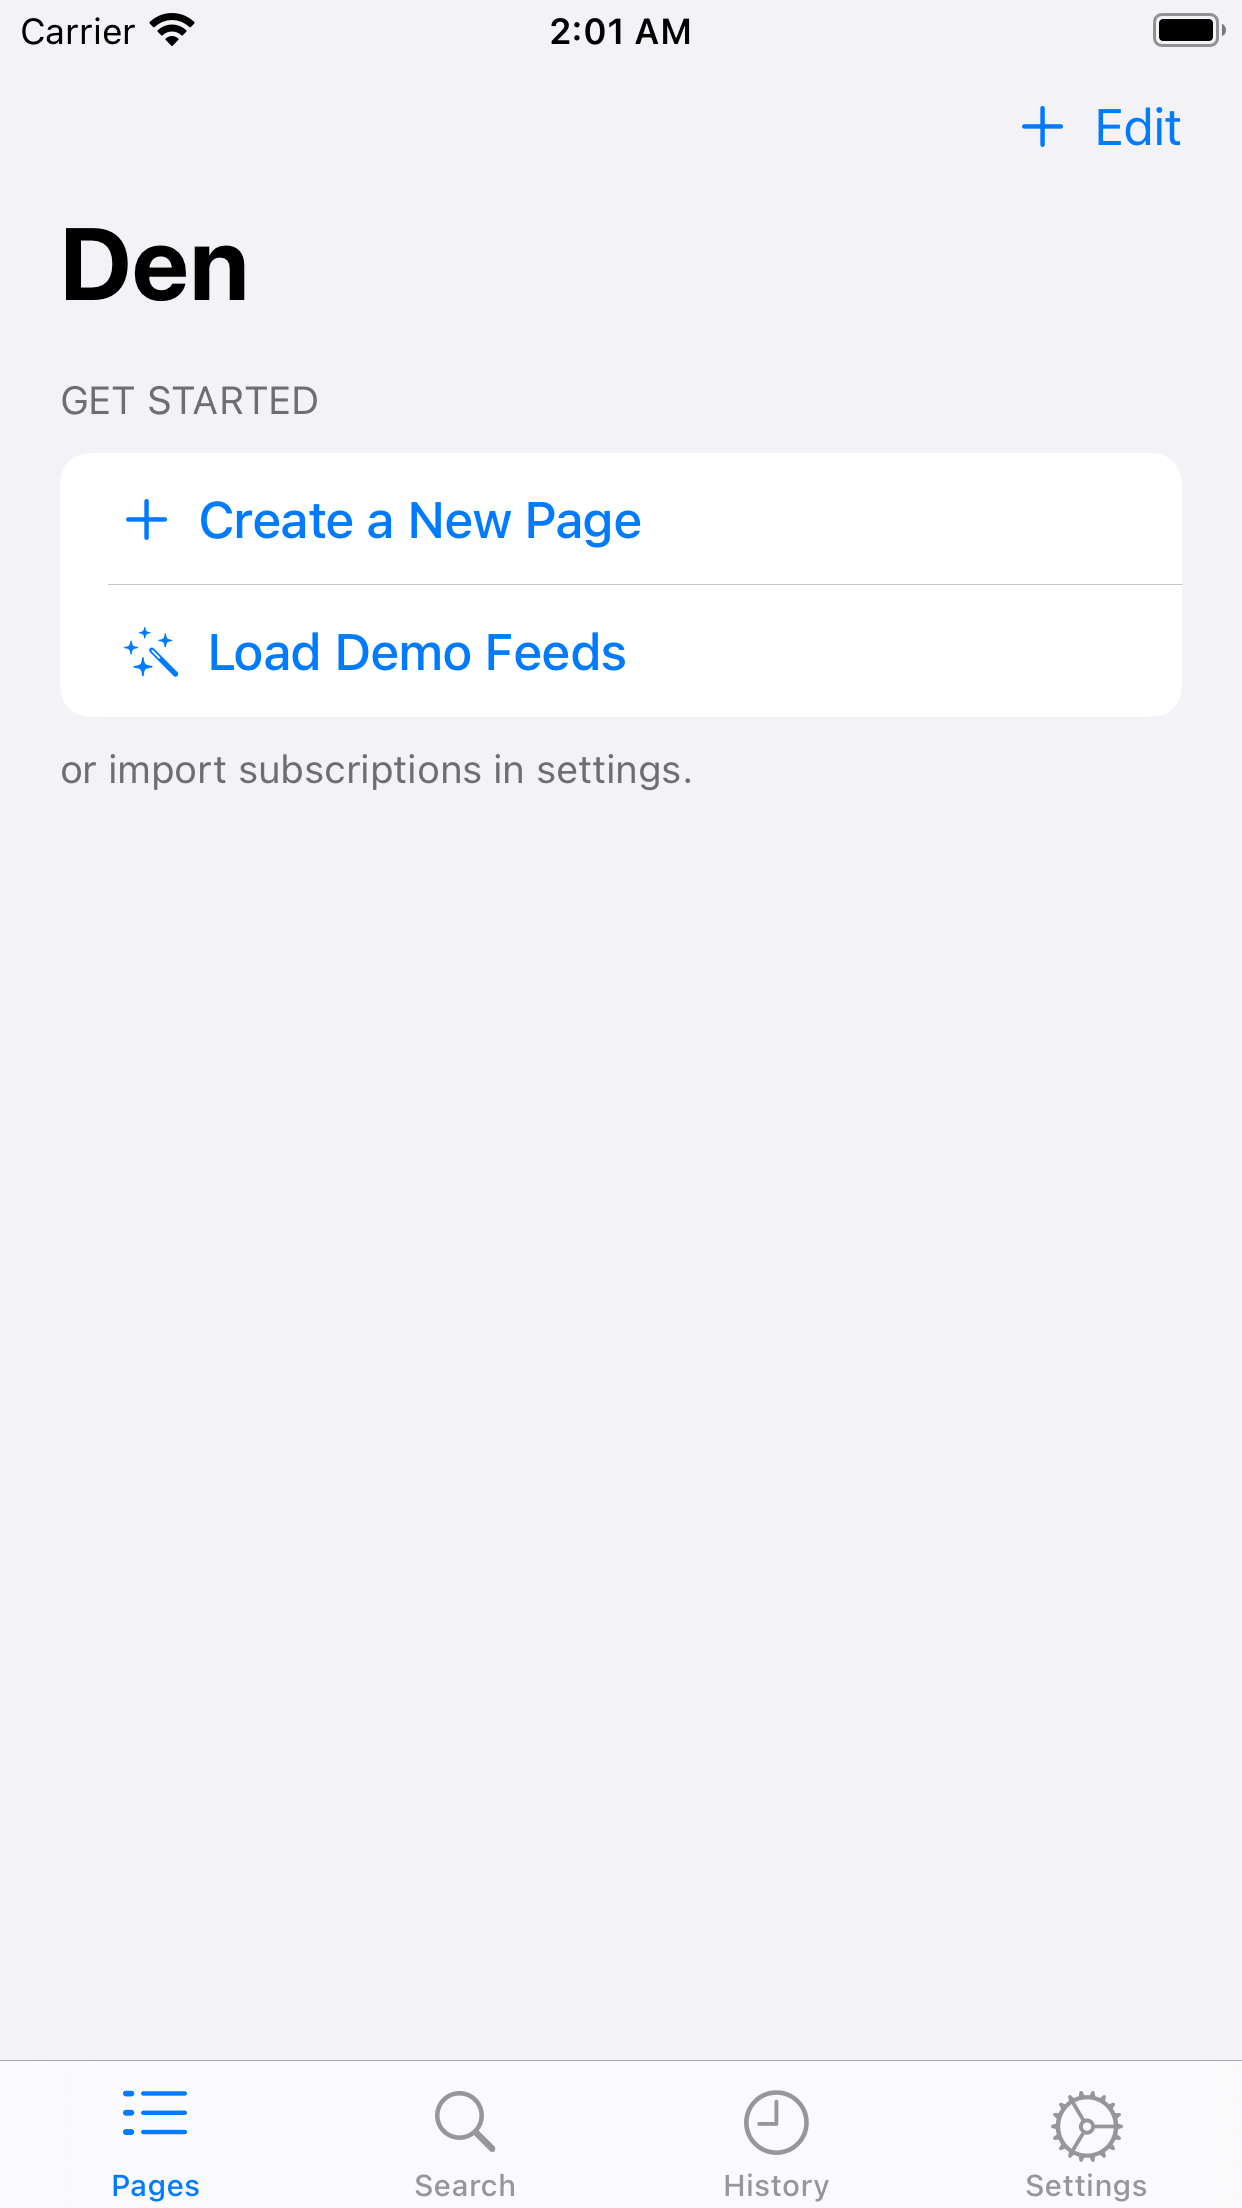 Carrier 2:01 AM
Edit
Den
GET STARTED
Create a New Page
Load Demo Feeds
or import subscriptions in settings.
Pages Search History Settings